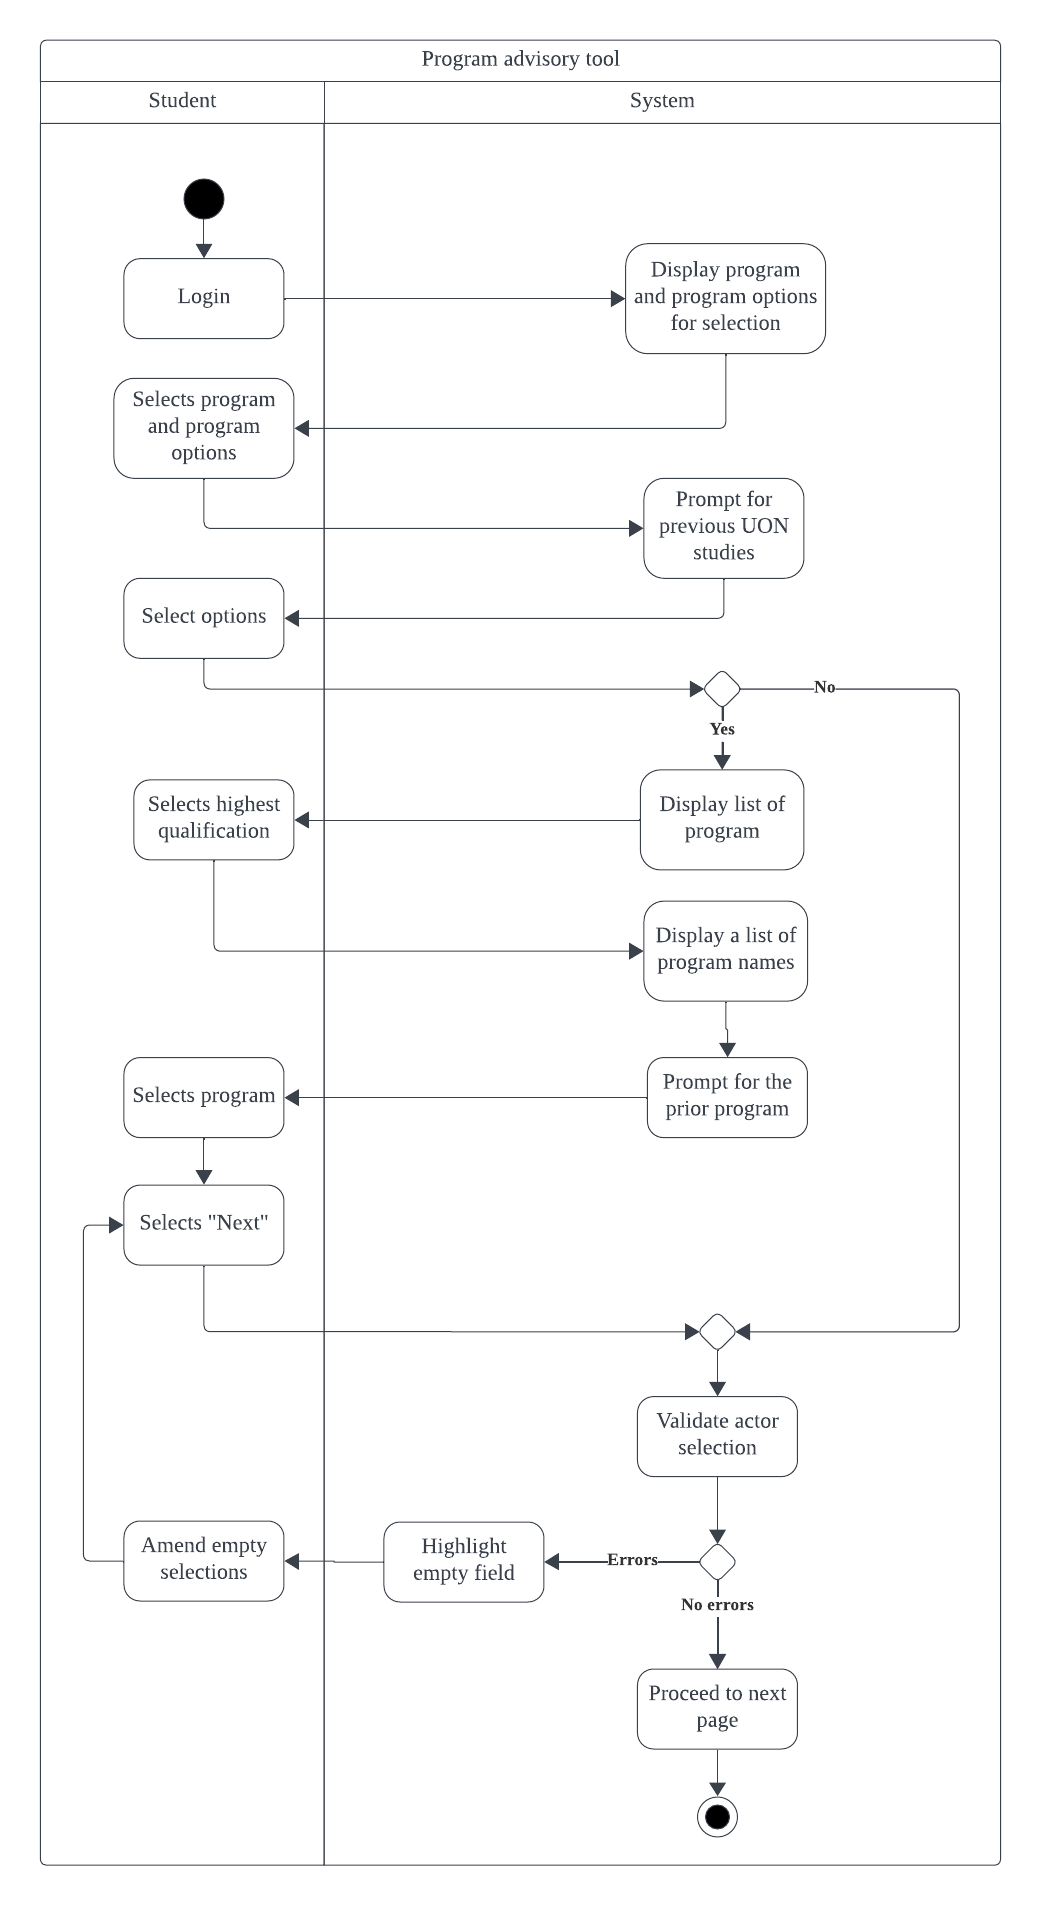 Program advisory tool
Student
System
Login
Display program
and program options
for selection
Selects program
and program
options
Prompt for
previous UON
studies
Select options
No
Yes
Selects highest
qualification
Display list of
program
Display a list of
program names
Selects program
Prompt for the
prior program
Selects "Next"
Validate actor
selection
Amend empty
selections
Highlight
empty field
Errors
No errors
Proceed to next
page